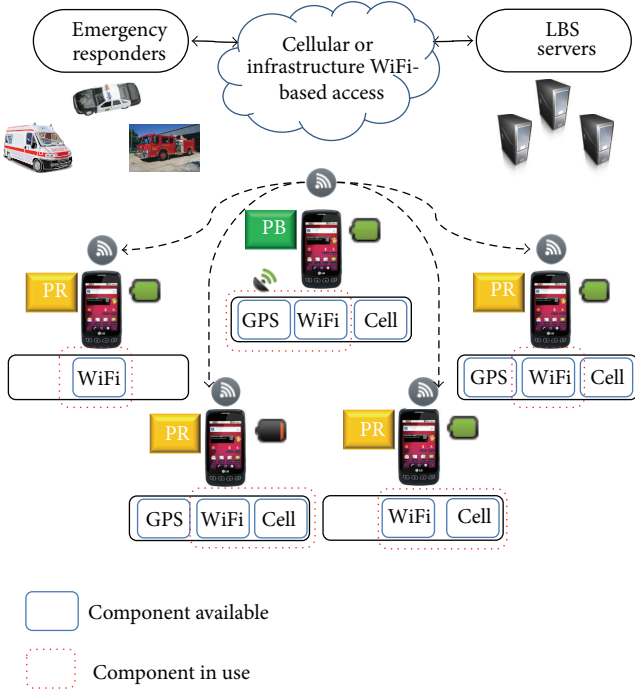 Emergency
responders
Cellular or
infrastructure WiFi-
based access
LBS
servers
PB
GPS WiFi Cell
PR
WiFi
PR
GPS WiFi Cell
PR
GPS WiFi Cell
PR
WiFi Cell
Component available
Component in use